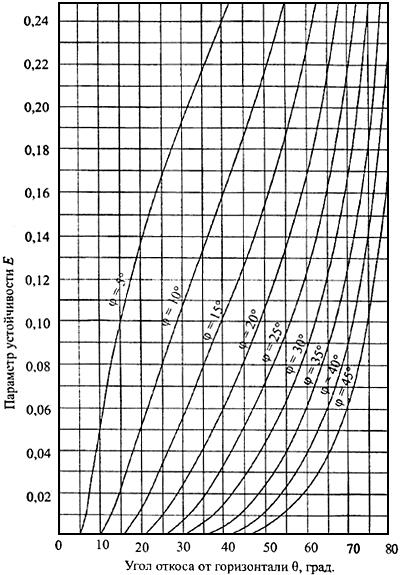 Параметр устойчивости E
0,24
0,22
0,20
0,18
0,16
0,14
0,12
0,10
0,08
0,06
0,04
0,02
φ = 5°
φ = 10°
φ = 15°
φ = 20°
φ = 25°
φ = 30°
φ = 35°
φ = 40°
φ = 45°
0 10 20 30 40 50 60 70 80
Угол откоса от горизонтали θ, град.